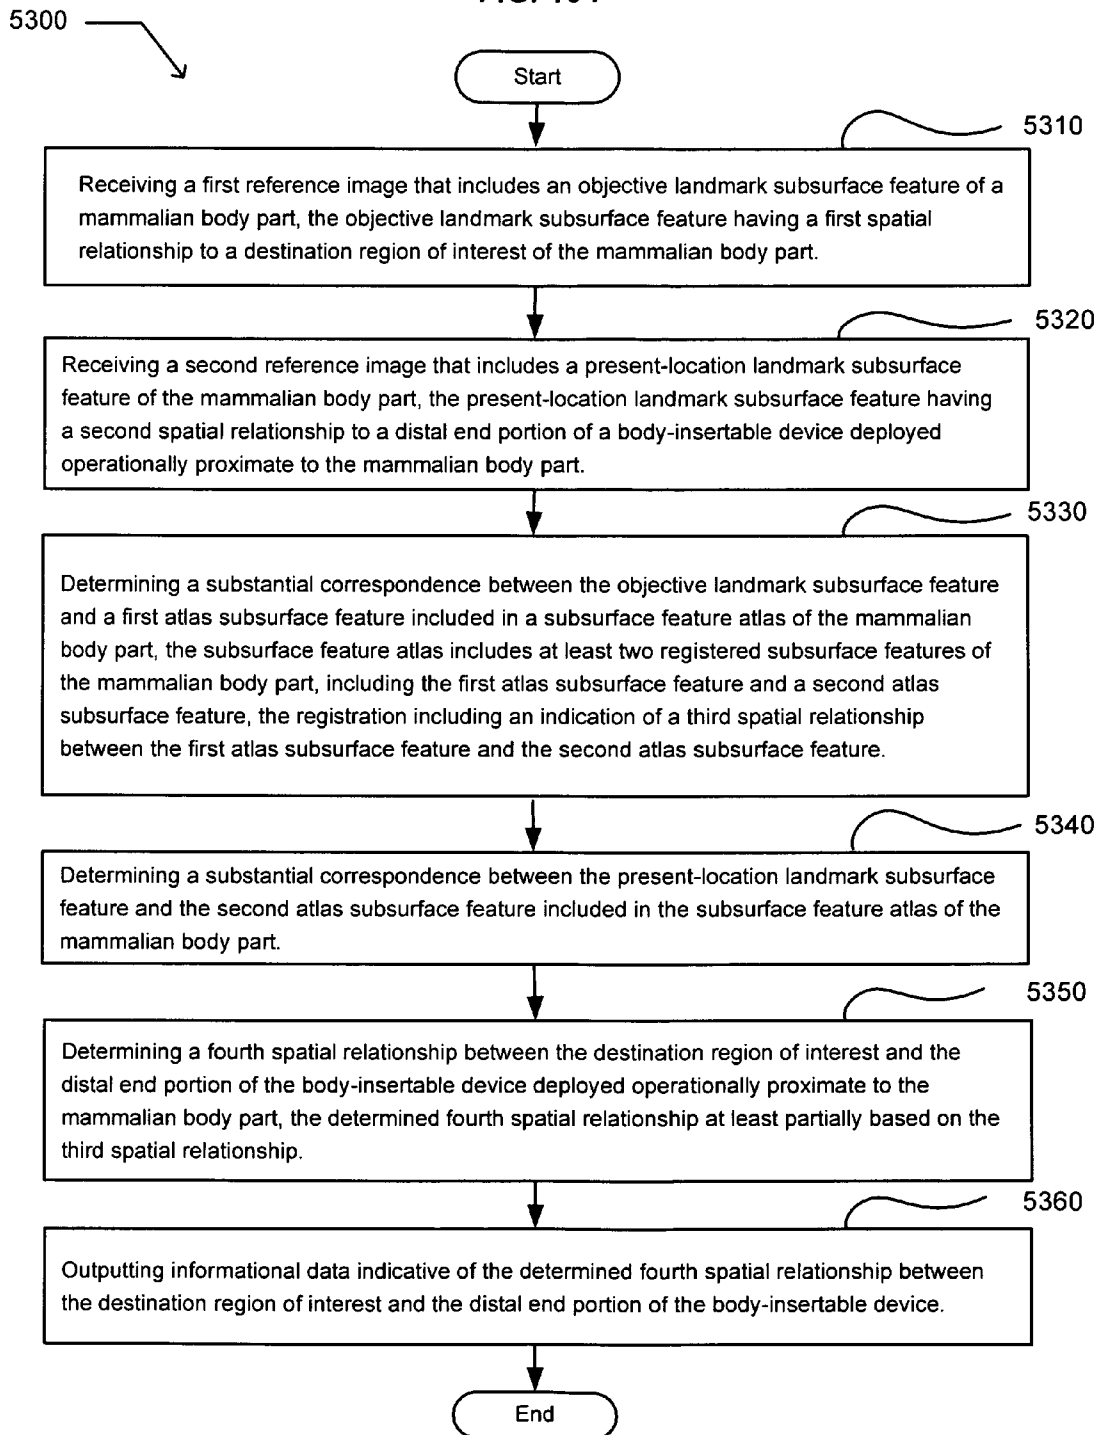 5300
Start
5310
Receiving a first reference image that includes an objective landmark subsurface feature of a
mammalian body part, the objective landmark subsurface feature having a first spatial
relationship to a destination region of interest of the mammalian body part.
5320
Receiving a second reference image that includes a present-location landmark subsurface
feature of the mammalian body part, the present-location landmark subsurface feature having
a second spatial relationship to a distal end portion of a body-insertable device deployed
operationally proximate to the mammalian body part.
5330
Determining a substantial correspondence between the objective landmark subsurface feature
and a first atlas subsurface feature included in a subsurface feature atlas of the mammalian
body part, the subsurface feature atlas includes at least two registered subsurface features of
the mammalian body part, including the first atlas subsurface feature and a second atlas
subsurface feature, the registration including an indication of a third spatial relationship
between the first atlas subsurface feature and the second atlas subsurface feature.
5340
Determining a substantial correspondence between the present-location landmark subsurface
feature and the second atlas subsurface feature included in the subsurface feature atlas of the
mammalian body part.
5350
Determining a fourth spatial relationship between the destination region of interest and the
distal end portion of the body-insertable device deployed operationally proximate to the
mammalian body part, the determined fourth spatial relationship at least partially based on the
third spatial relationship.
5360
Outputting informational data indicative of the determined fourth spatial relationship between
the destination region of interest and the distal end portion of the body-insertable device.
End